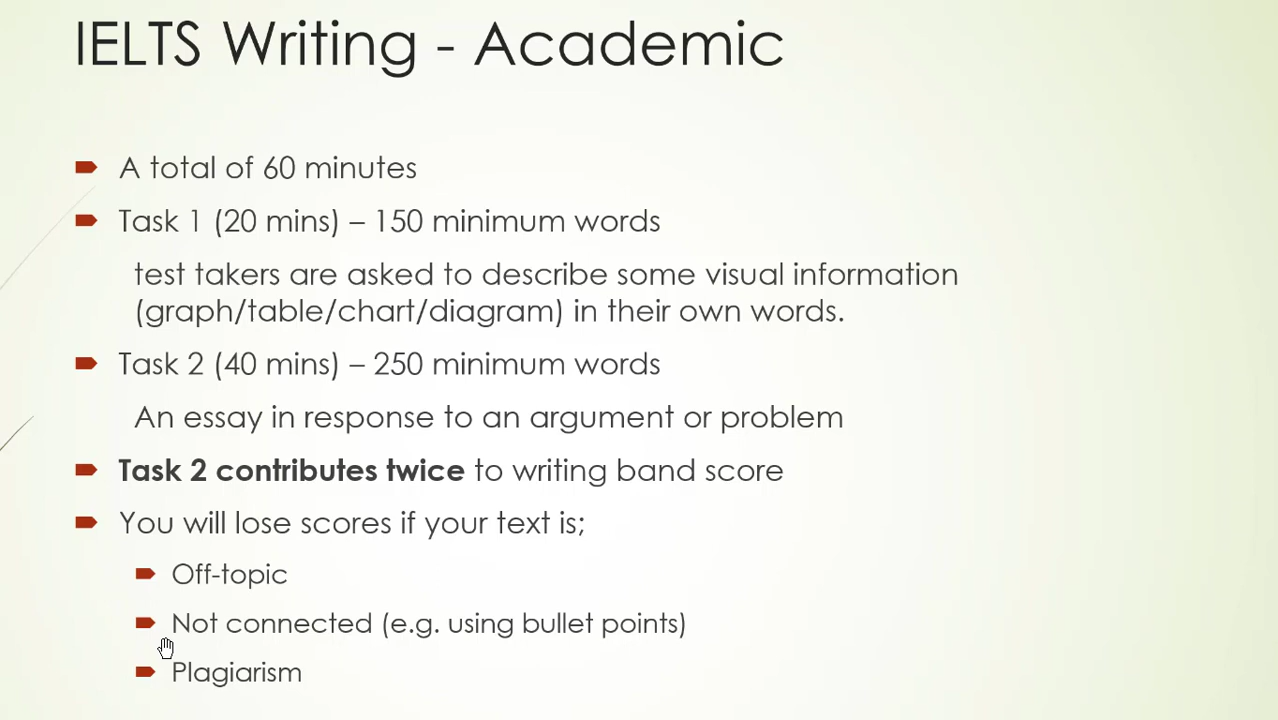 IELTS Writing - Academic
A total of 60 minutes
Task 1 (20 mins) – 150 minimum words
test takers are asked to describe some visual information
(graph/table/chart/diagram) in their own words.
Task 2 (40 mins) – 250 minimum words
An essay in response to an argument or problem
Task 2 contributes twice to writing band score
You will lose scores if your text is;
Off-topic
Not connected (e.g. using bullet points)
Plagiarism